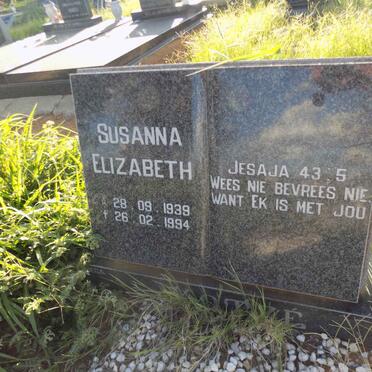 SUSANNA
ELIZABETH
* 28 09 1939
† 26 02 1994
JESAJA 43:5
WEES NIE BEVREES NIE,
WANT EK IS MET JOU